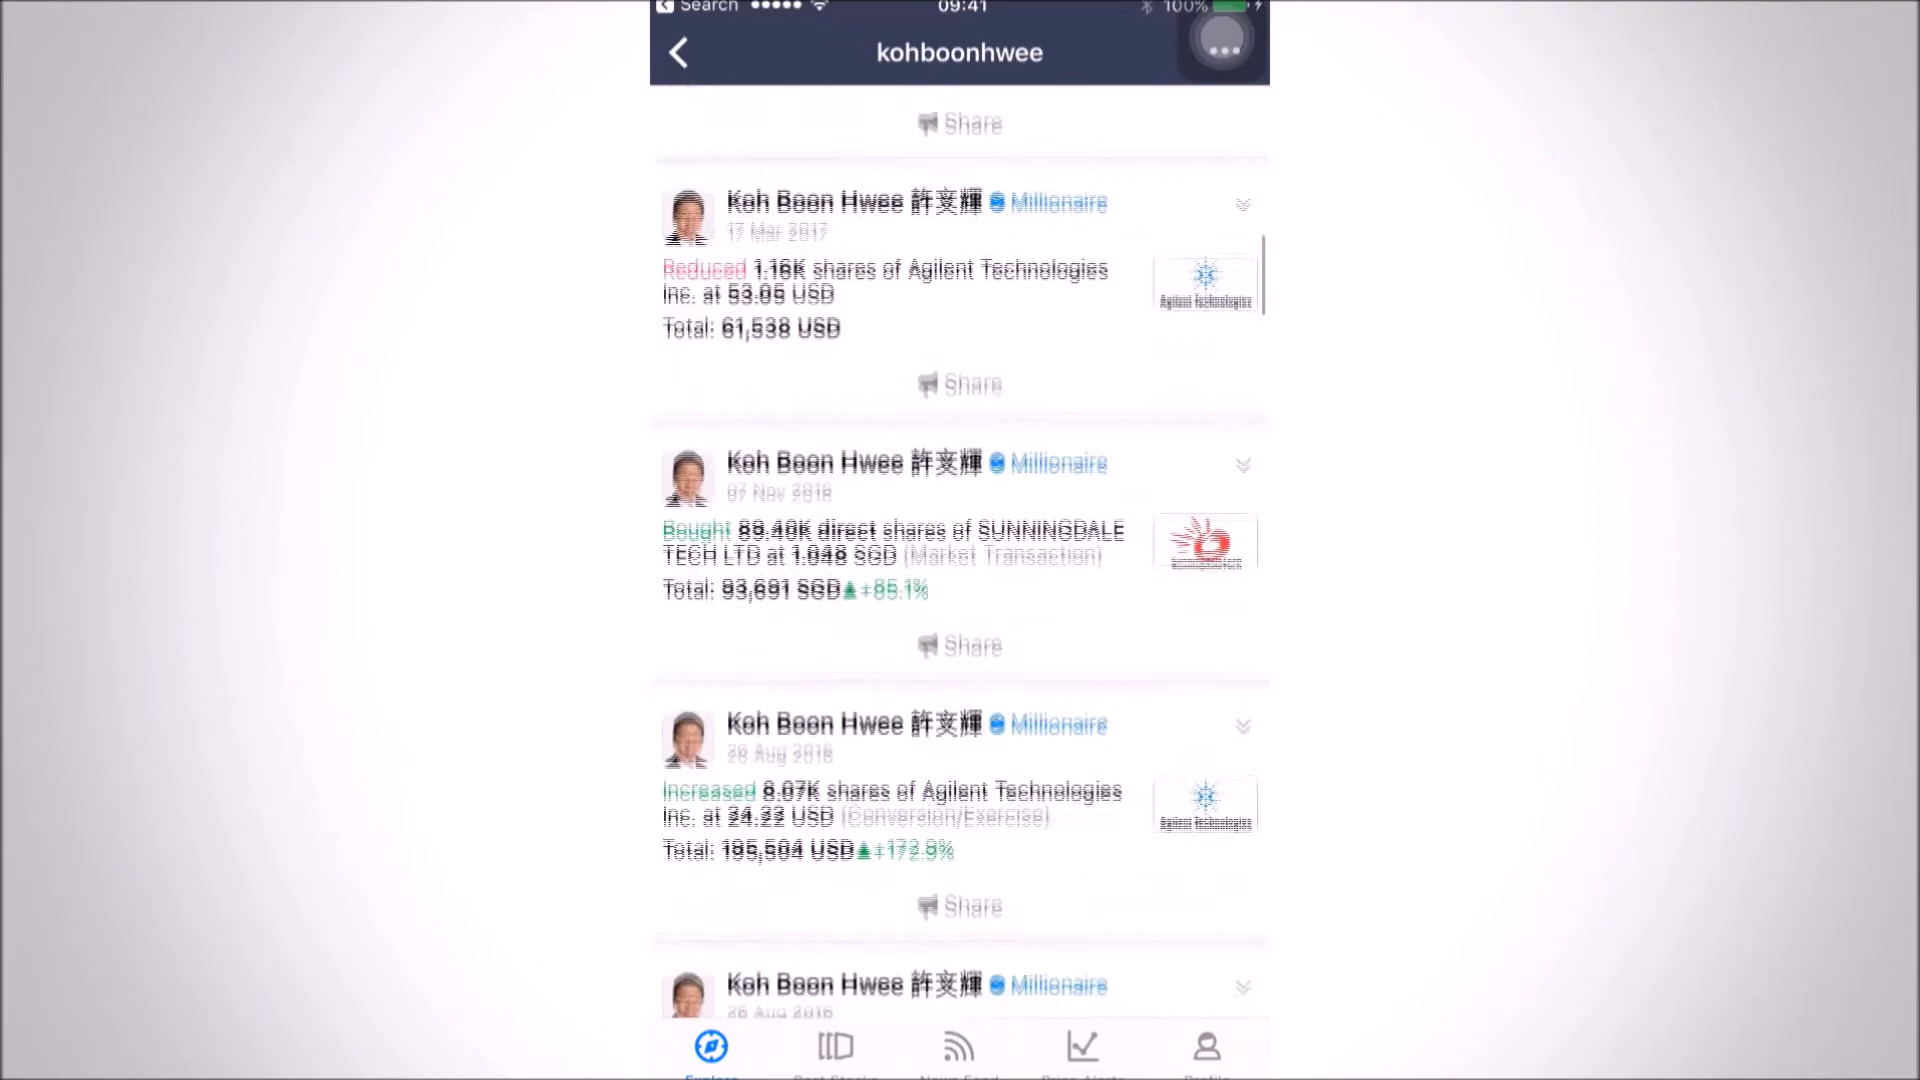 Search
09:41
100%
kohboonhwee
Share
Koh Boon Hwee 許文輝 Millionaire
17 Mar 2017
Reduced 1.16K shares of Agilent Technologies
Inc. at 53.05 USD
Total: 61,538 USD
Agilent Technologies
Share
Koh Boon Hwee 許文輝 Millionaire
07 Nov 2016
Bought 89.40K direct shares of SUNNINGDALE
TECH LTD at 1.048 SGD (Market Transaction)
Total: 93,691 SGD▲+85.1%
Share
Koh Boon Hwee 許文輝 Millionaire
26 Aug 2016
Increased 8.07K shares of Agilent Technologies
Inc. at 24.22 USD (Conversion/Exercise)
Total: 195,504 USD▲+172.9%
Agilent Technologies
Share
Koh Boon Hwee 許文輝 Millionaire
26 Aug 2016